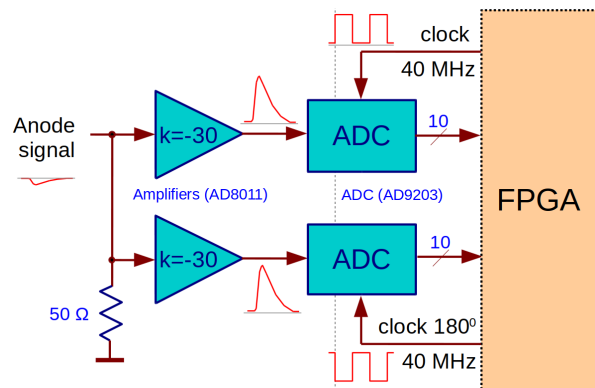 clock
40 MHz
Anode
signal
k=-30
ADC
10
Amplifiers (AD8011)
ADC (AD9203)
FPGA
k=-30
ADC
10
50 Ω
clock 180⁰
40 MHz